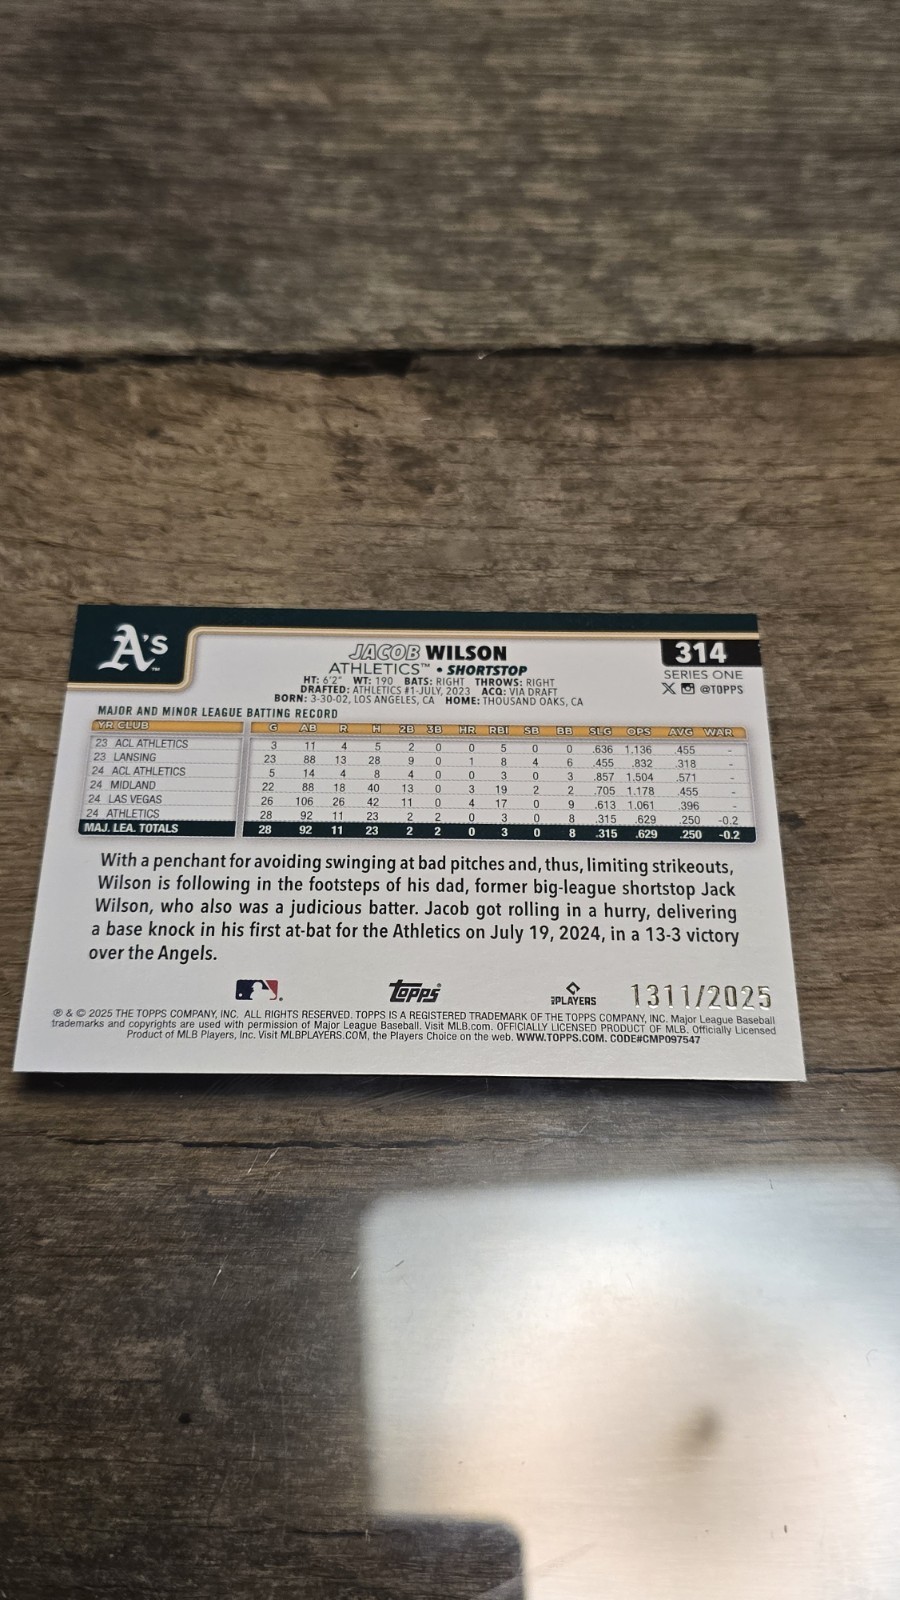 A's™
JACOB WILSON
ATHLETICS™ • SHORTSTOP
HT: 6'2" WT: 190 BATS: RIGHT THROWS: RIGHT
DRAFTED: ATHLETICS #1-JULY, 2023 ACQ: VIA DRAFT
BORN: 3-30-02, LOS ANGELES, CA HOME: THOUSAND OAKS, CA
314
SERIES ONE
@TOPPS
MAJOR AND MINOR LEAGUE BATTING RECORD
YR CLUB G AB R H 2B 3B HR RBI SB BB SLG OPS AVG WAR
23 ACL ATHLETICS 3 11 4 5 2 0 0 5 0 0 .636 1.136 .455 -
23 LANSING 23 88 13 28 9 0 1 8 4 6 .455 .832 .318 -
24 ACL ATHLETICS 5 14 4 8 4 0 0 3 0 3 .857 1.504 .571 -
24 MIDLAND 22 88 18 40 13 0 3 19 2 2 .705 1.178 .455 -
24 LAS VEGAS 26 106 26 42 11 0 4 17 0 9 .613 1.061 .396 -
24 ATHLETICS 28 92 11 23 2 2 0 3 0 8 .315 .629 .250 -0.2
MAJ. LEA. TOTALS 28 92 11 23 2 2 0 3 0 8 .315 .629 .250 -0.2
With a penchant for avoiding swinging at bad pitches and, thus, limiting strikeouts,
Wilson is following in the footsteps of his dad, former big-league shortstop Jack
Wilson, who also was a judicious batter. Jacob got rolling in a hurry, delivering
a base knock in his first at-bat for the Athletics on July 19, 2024, in a 13-3 victory
over the Angels.
Topps®
MLB PLAYERS
1311/2025
® & © 2025 THE TOPPS COMPANY, INC. ALL RIGHTS RESERVED. TOPPS IS A REGISTERED TRADEMARK OF THE TOPPS COMPANY, INC. Major League Baseball
trademarks and copyrights are used with permission of Major League Baseball. Visit MLB.com. OFFICIALLY LICENSED PRODUCT OF MLB. Officially Licensed
Product of MLB Players, Inc. Visit MLBPLAYERS.COM, the Players Choice on the web. WWW.TOPPS.COM. CODE#CMP097547